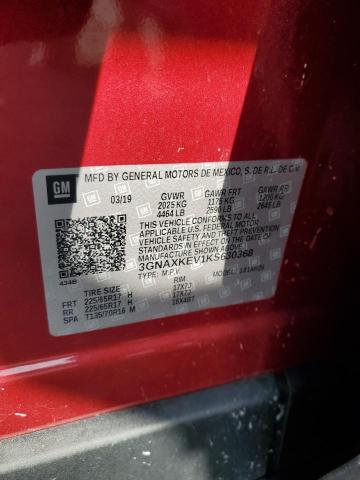 GM
MFD BY GENERAL MOTORS DE MEXICO, S. DE R.L. DE C.V.
03/19 GVWR GAWR FRT GAWR RR
2025 KG 1175 KG 1200 KG
4464 LB 2590 LB 2645 LB
THIS VEHICLE CONFORMS TO ALL
APPLICABLE U.S. FEDERAL MOTOR
VEHICLE SAFETY AND THEFT PREVENTION
STANDARDS IN EFFECT ON THE DATE OF
MANUFACTURE SHOWN ABOVE.
3GNAXKEV1KS630368
TYPE: M.P.V.
434B
TIRE SIZE RIM
FRT 225/65R17 H 17X7J
RR 225/65R17 H 17X7J
SPA T135/70R16 M 16X4BT